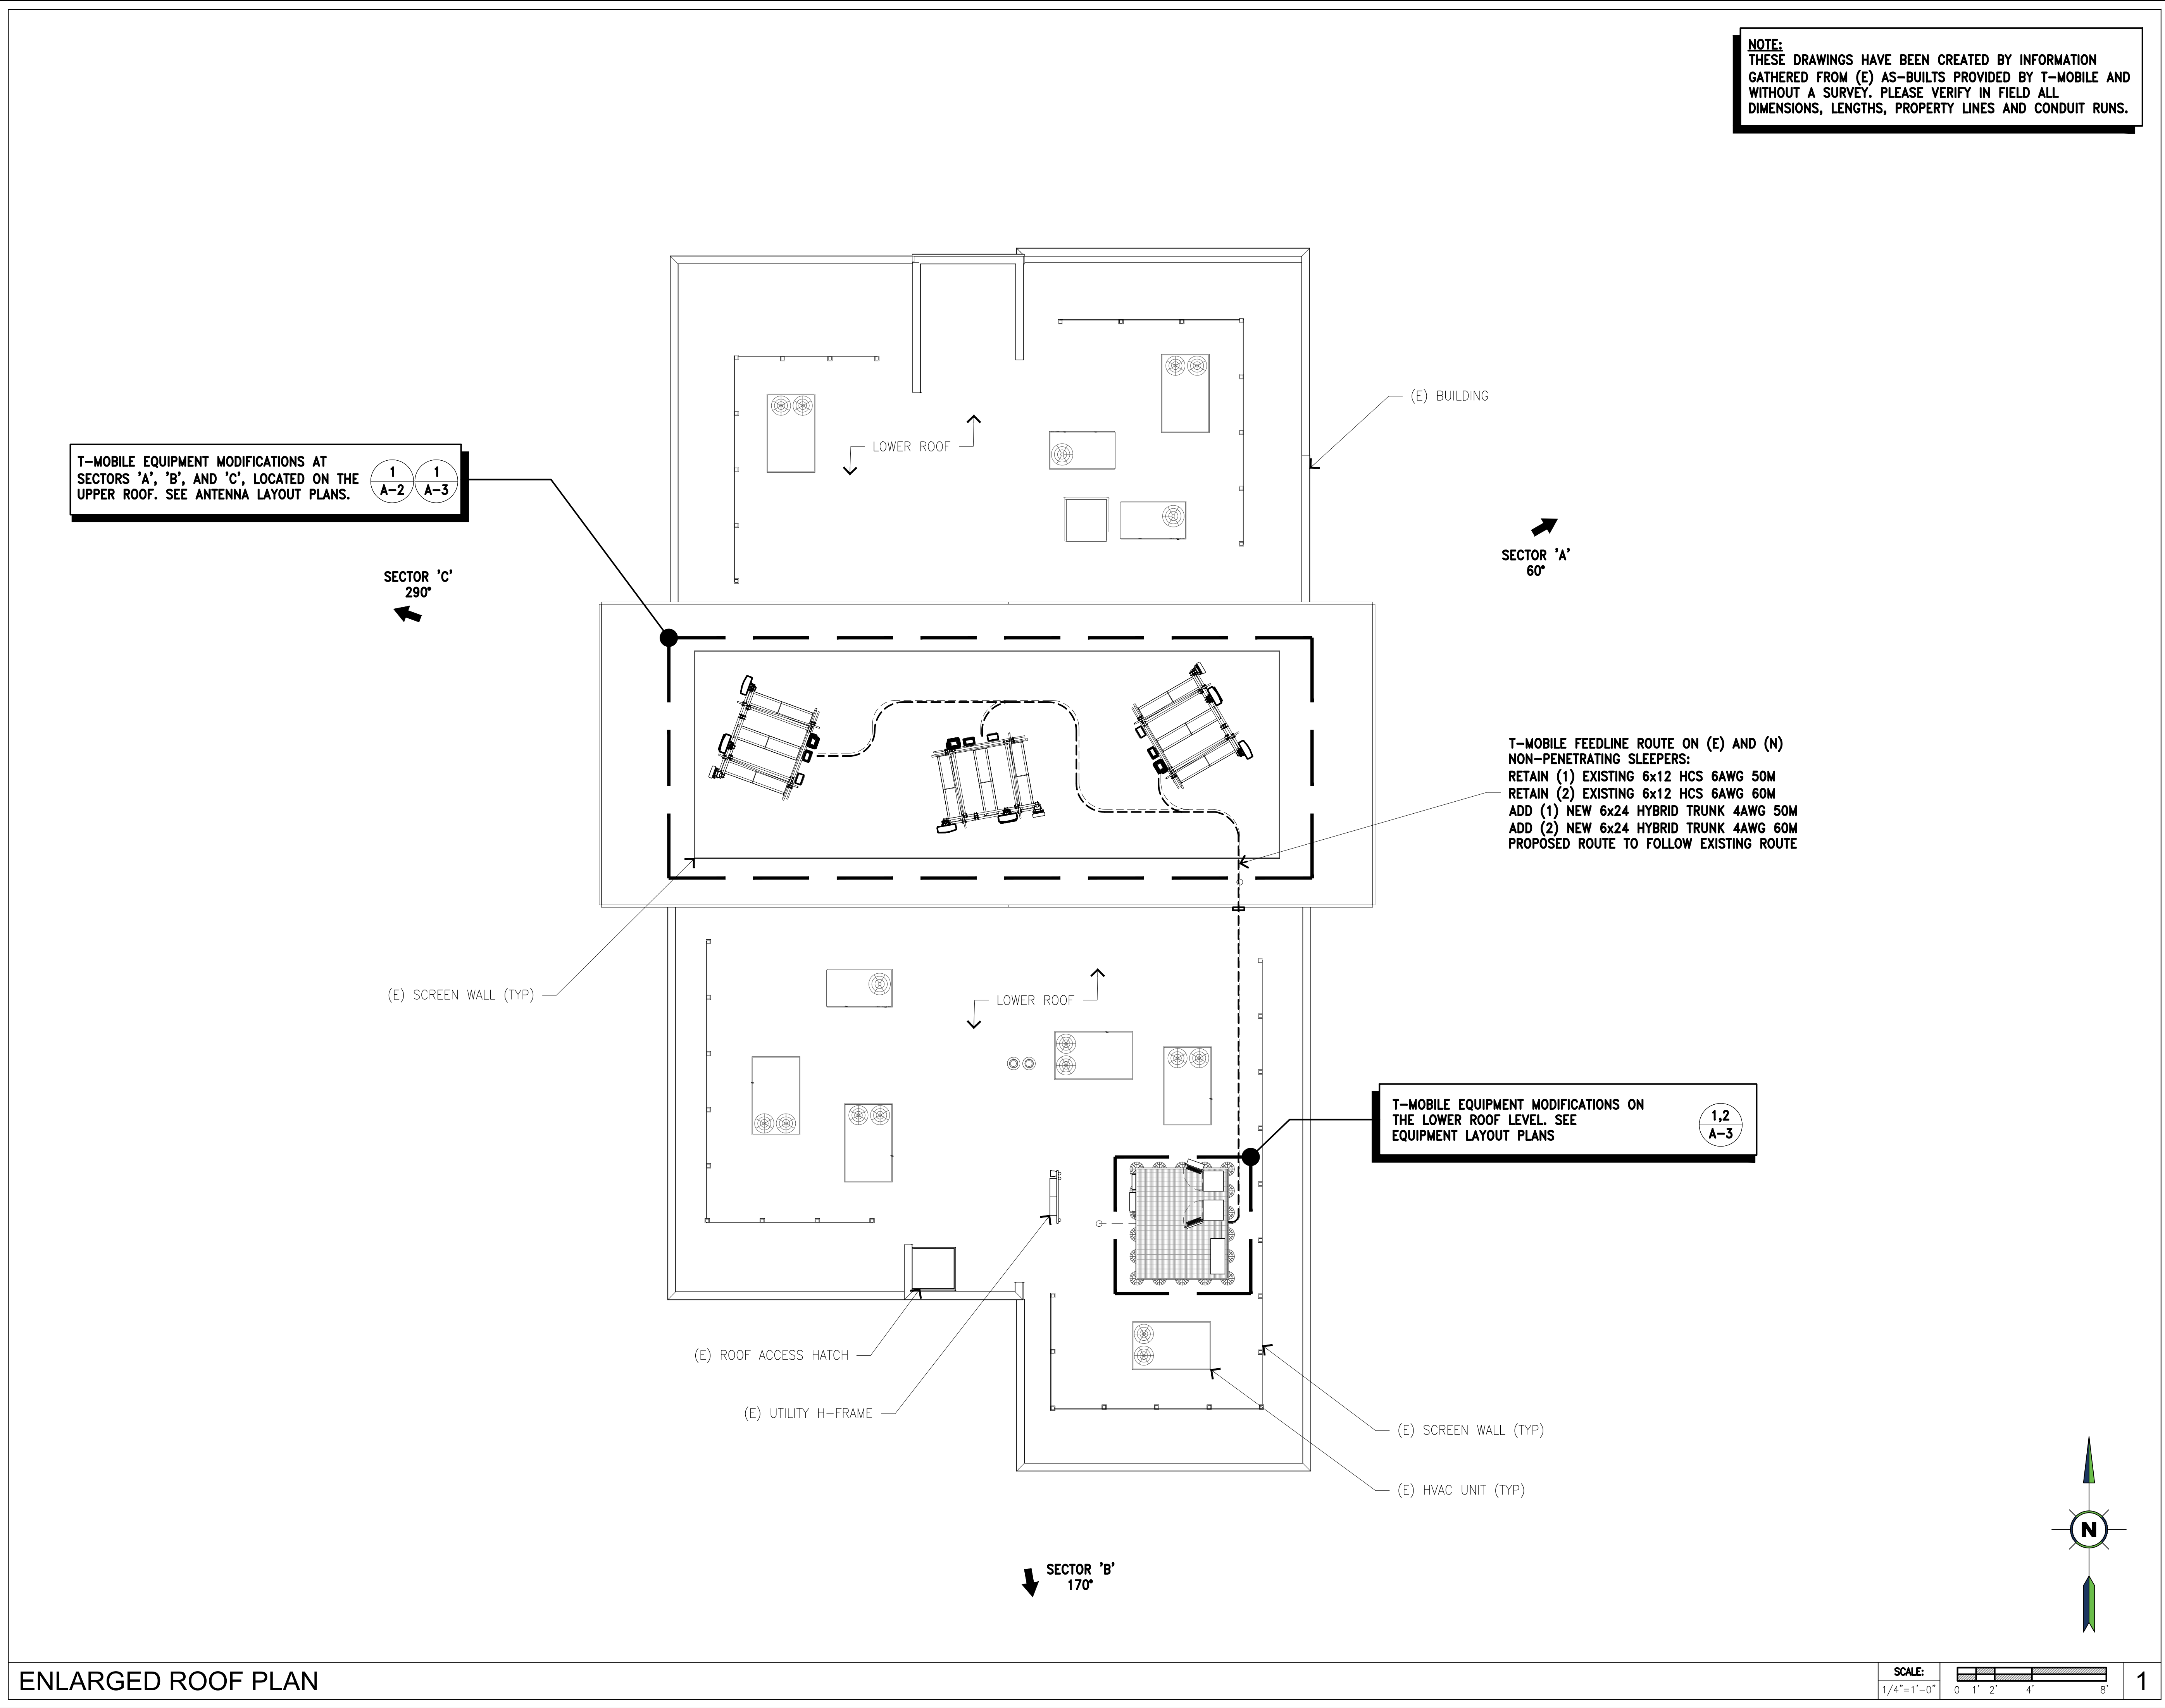 NOTE:
THESE DRAWINGS HAVE BEEN CREATED BY INFORMATION
GATHERED FROM (E) AS-BUILTS PROVIDED BY T-MOBILE AND
WITHOUT A SURVEY. PLEASE VERIFY IN FIELD ALL
DIMENSIONS, LENGTHS, PROPERTY LINES AND CONDUIT RUNS.
(E) BUILDING
LOWER ROOF
T-MOBILE EQUIPMENT MODIFICATIONS AT
SECTORS 'A', 'B', AND 'C', LOCATED ON THE
UPPER ROOF. SEE ANTENNA LAYOUT PLANS.
1
A-2
1
A-3
SECTOR 'A'
60°
SECTOR 'C'
290°
T-MOBILE FEEDLINE ROUTE ON (E) AND (N)
NON-PENETRATING SLEEPERS:
RETAIN (1) EXISTING 6x12 HCS 6AWG 50M
RETAIN (2) EXISTING 6x12 HCS 6AWG 60M
ADD (1) NEW 6x24 HYBRID TRUNK 4AWG 50M
ADD (2) NEW 6x24 HYBRID TRUNK 4AWG 60M
PROPOSED ROUTE TO FOLLOW EXISTING ROUTE
(E) SCREEN WALL (TYP)
LOWER ROOF
T-MOBILE EQUIPMENT MODIFICATIONS ON
THE LOWER ROOF LEVEL. SEE
EQUIPMENT LAYOUT PLANS
1,2
A-3
(E) ROOF ACCESS HATCH
(E) UTILITY H-FRAME
(E) SCREEN WALL (TYP)
(E) HVAC UNIT (TYP)
SECTOR 'B'
170°
N
ENLARGED ROOF PLAN
SCALE:
1/4"=1'-0"
0 1' 2' 4' 8'
1